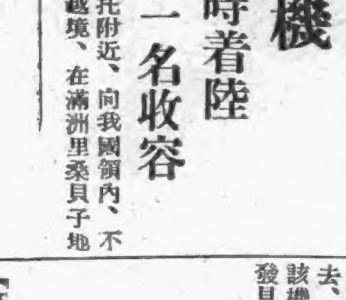 機
時着陸
一名收容
托附近、向我國領內、不
越境、在滿洲里桑貝子地
去、
該機
發見